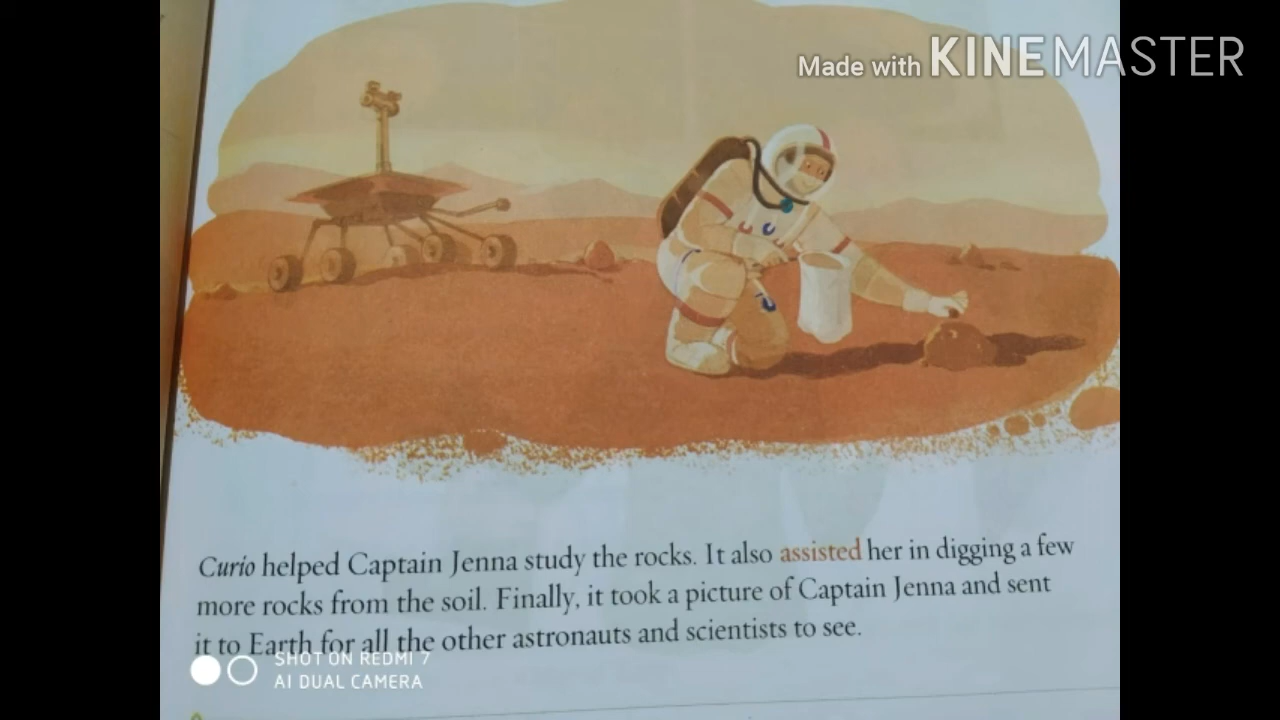 Made with KINEMASTER
Curio helped Captain Jenna study the rocks. It also assisted her in digging a few
more rocks from the soil. Finally, it took a picture of Captain Jenna and sent
it to Earth for all the other astronauts and scientists to see.
SHOT ON REDMI 7
AI DUAL CAMERA